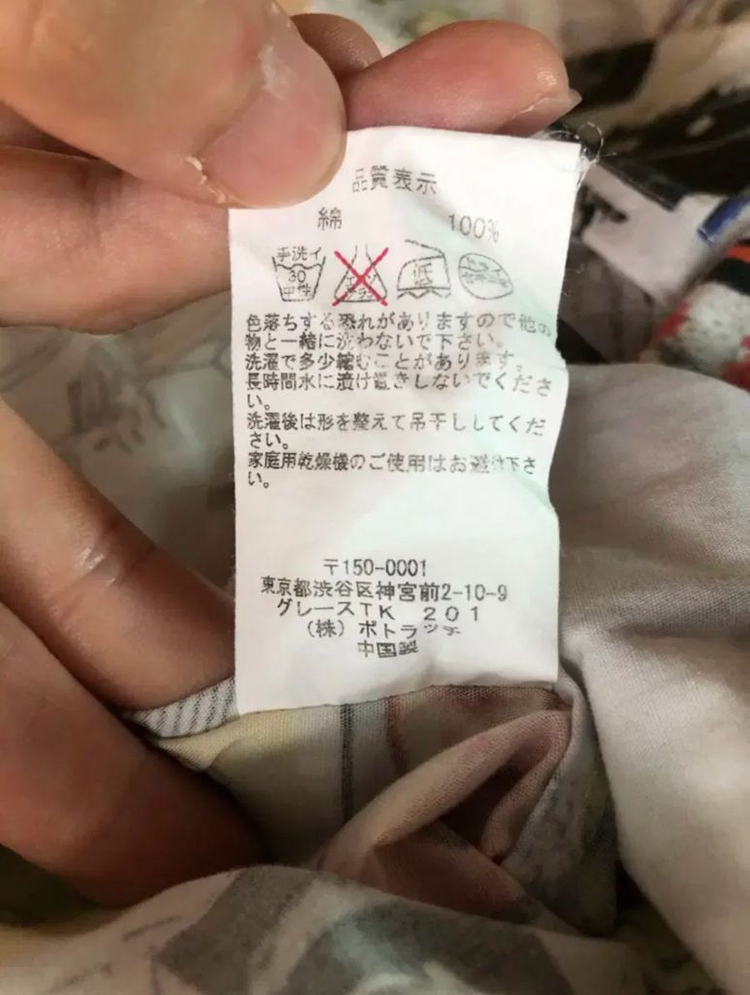 品質表示
綿 100%
手洗イ
30
中性
低
色落ちする恐れがありますので他の
物と一緒に洗わないで下さい。
洗濯で多少縮むことがあります。
長時間水に漬け置きしないでくださ
い。
洗濯後は形を整えて吊干ししてくだ
さい。
家庭用乾燥機のご使用はお避け下さ
い。
〒150-0001
東京都渋谷区神宮前2-10-9
グレースTK 201
(株)ポトラッチ
中国製